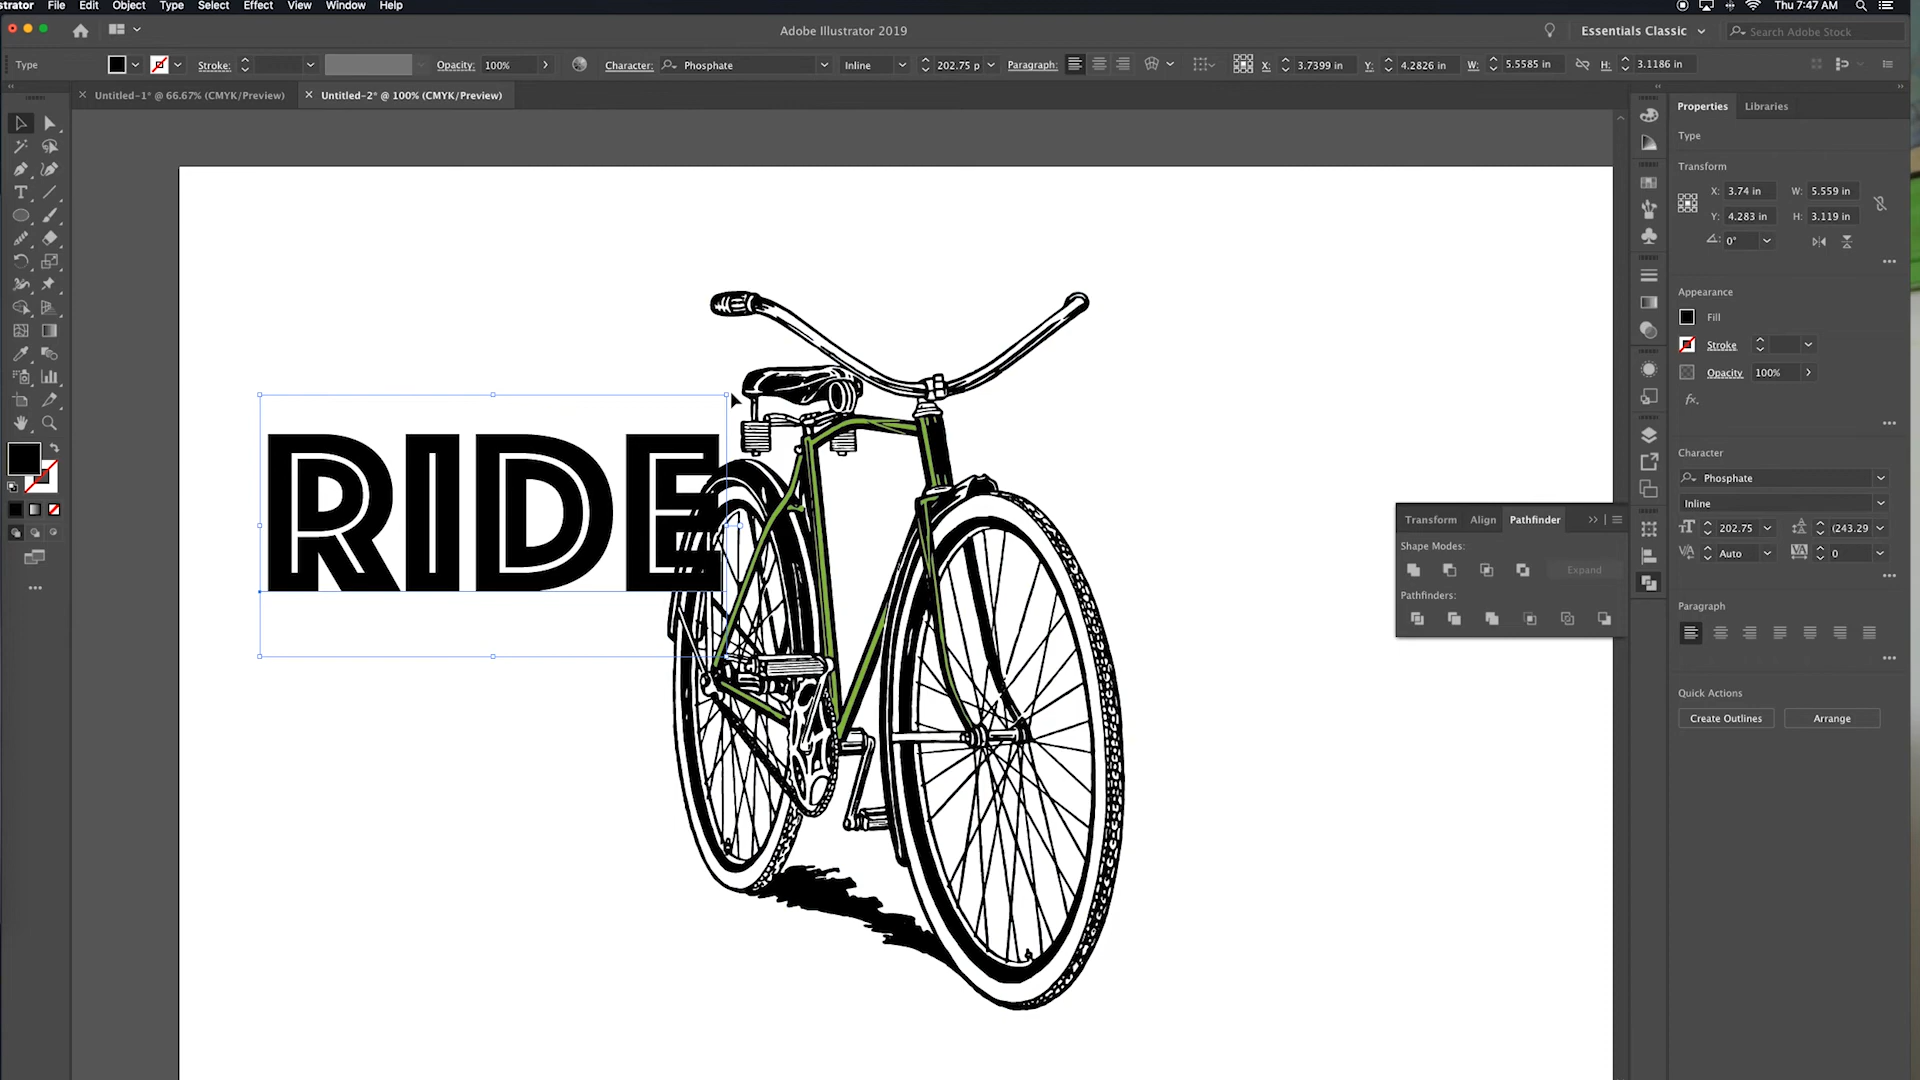 strator File Edit Object Type Select Effect View Window Help Thu 7:47 AM
Adobe Illustrator 2019 Essentials Classic Search Adobe Stock
Type Stroke: Opacity: 100% Character: Phosphate Inline 202.75 p Paragraph: X: 3.7399 in Y: 4.2826 in W: 5.5585 in H: 3.1186 in
Untitled-1* @ 66.67% (CMYK/Preview) Untitled-2* @ 100% (CMYK/Preview)
Properties Libraries
Type
Transform
X: 3.74 in W: 5.559 in
Y: 4.283 in H: 3.119 in
0°
Appearance
Fill
Stroke
Opacity 100%
fx.
Character
Phosphate
Inline
202.75 (243.29
Auto 0
Paragraph
Quick Actions
Create Outlines Arrange
RIDE
Transform Align Pathfinder
Shape Modes:
Expand
Pathfinders: